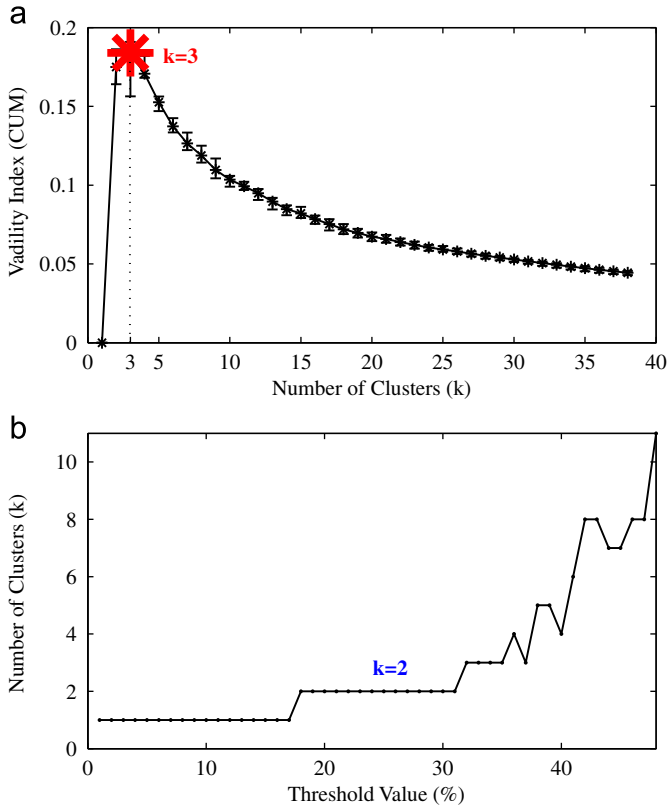 a
0.2
k=3
0.15
0.1
0.05
0
Vadility Index (CUM)
0 3 5 10 15 20 25 30 35 40
Number of Clusters (k)
b
10
8
6
4
2
0
k=2
Number of Clusters (k)
0 10 20 30 40
Threshold Value (%)